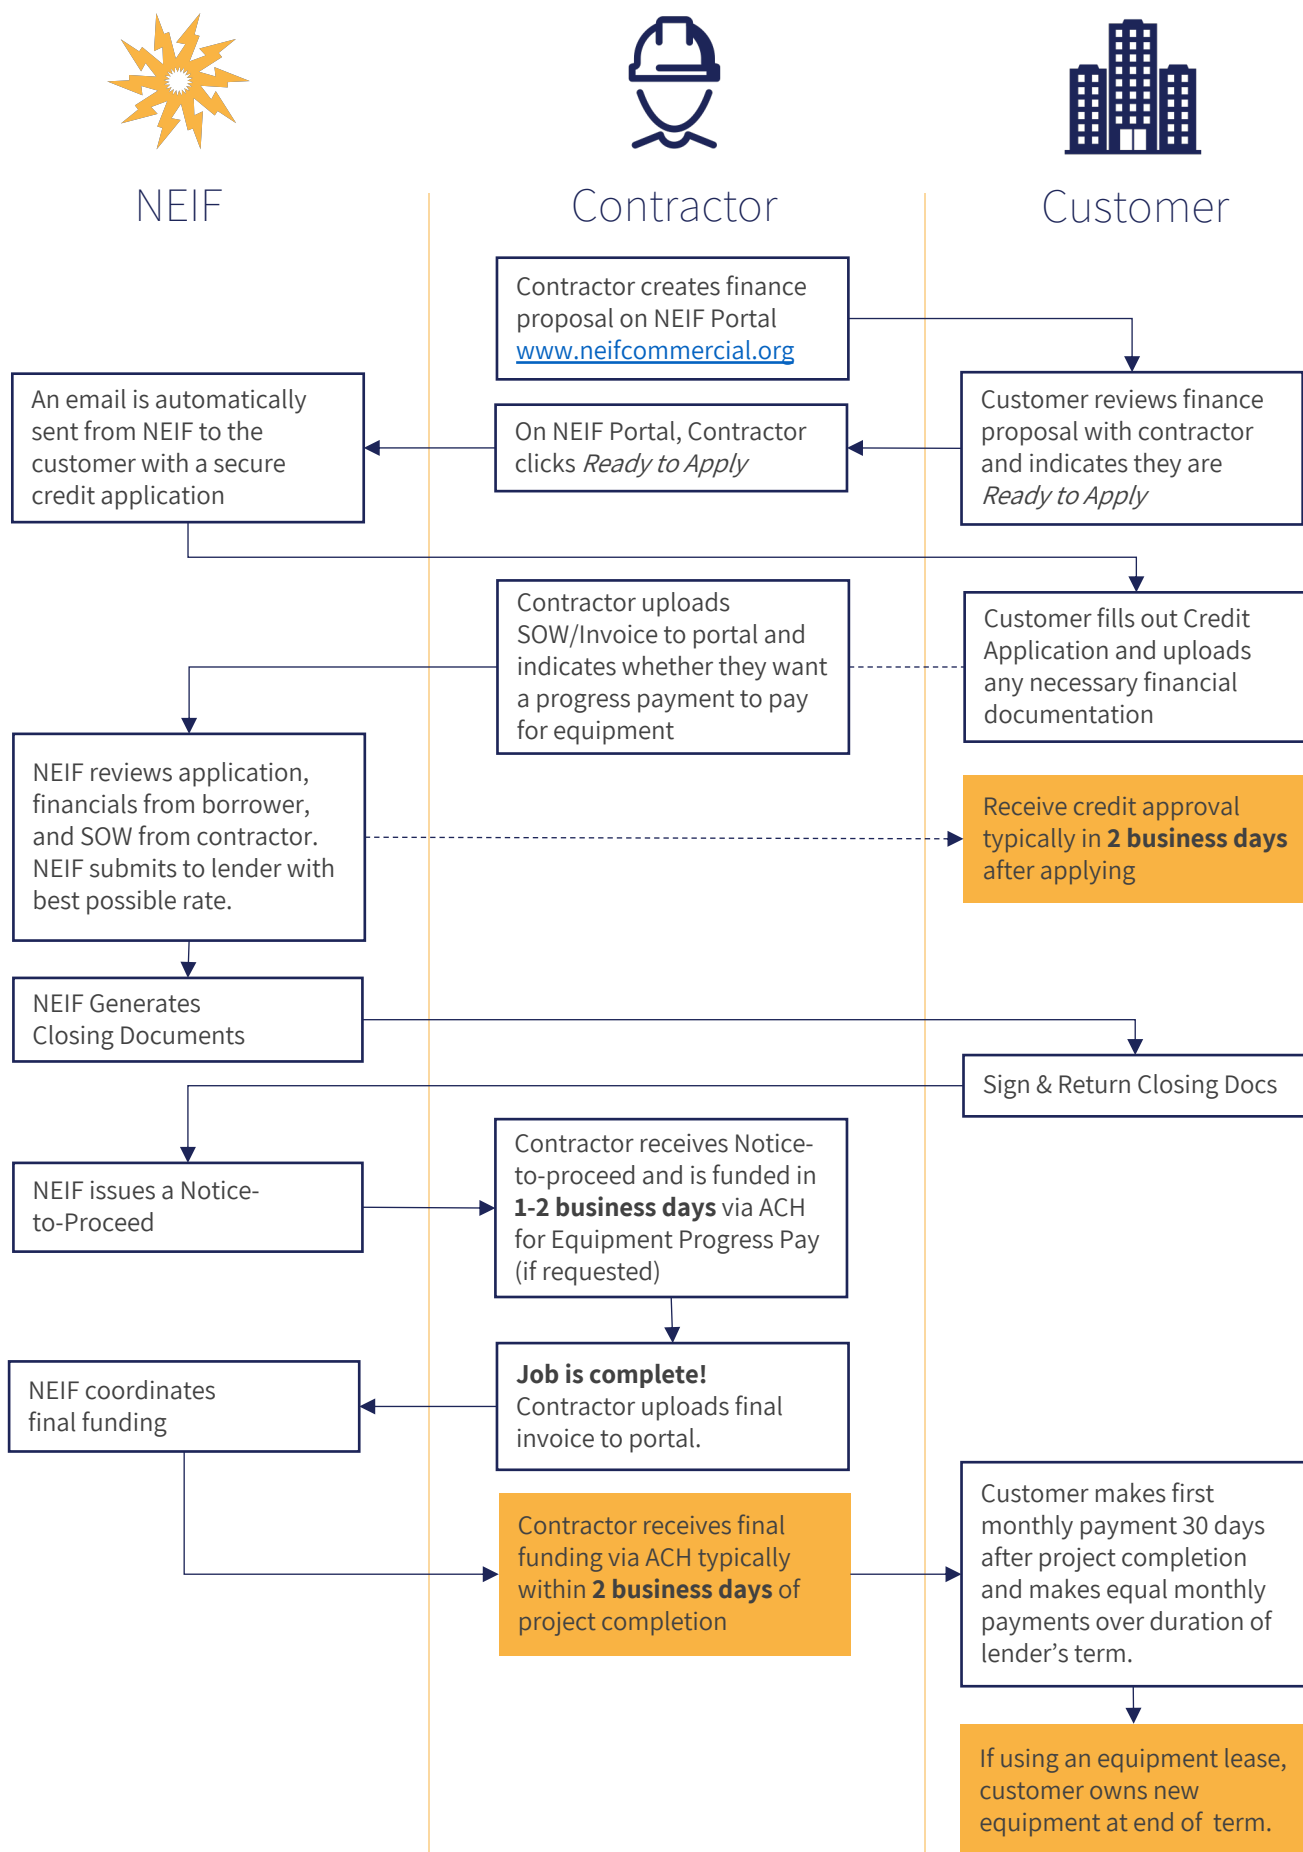 NEIF
Contractor
Customer
Contractor creates finance
proposal on NEIF Portal
www.neifcommercial.org
An email is automatically
sent from NEIF to the
customer with a secure
credit application
On NEIF Portal, Contractor
clicks Ready to Apply
Customer reviews finance
proposal with contractor
and indicates they are
Ready to Apply
Contractor uploads
SOW/Invoice to portal and
indicates whether they want
a progress payment to pay
for equipment
Customer fills out Credit
Application and uploads
any necessary financial
documentation
NEIF reviews application,
financials from borrower,
and SOW from contractor.
NEIF submits to lender with
best possible rate.
Receive credit approval
typically in 2 business days
after applying
NEIF Generates
Closing Documents
Sign & Return Closing Docs
NEIF issues a Notice-
to-Proceed
Contractor receives Notice-
to-proceed and is funded in
1-2 business days via ACH
for Equipment Progress Pay
(if requested)
NEIF coordinates
final funding
Job is complete!
Contractor uploads final
invoice to portal.
Contractor receives final
funding via ACH typically
within 2 business days of
project completion
Customer makes first
monthly payment 30 days
after project completion
and makes equal monthly
payments over duration of
lender's term.
If using an equipment lease,
customer owns new
equipment at end of term.